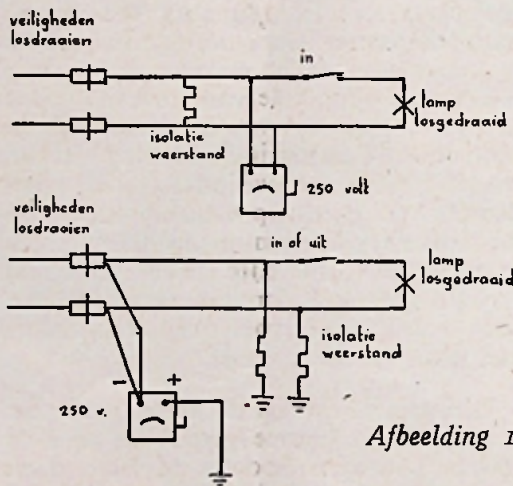 veiligheden
losdraaien
in
isolatie
weerstand
lamp
losgedraaid
250 volt
veiligheden
losdraaien
in of uit
lamp
losgedraaid
isolatie
weerstand
- +
250 v.
Afbeelding 1